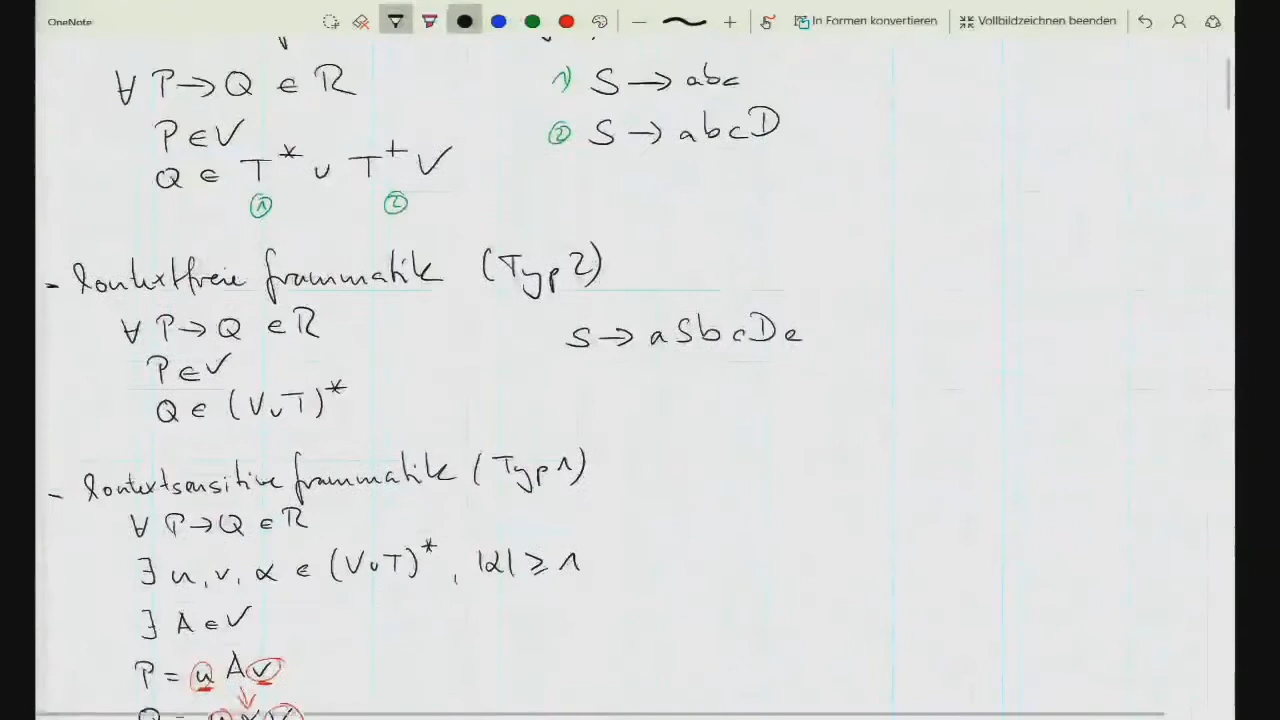 OneNote In Formen konvertieren Vollbildzeichnen beenden
∀ P → Q ∈ R
① S → abc
P ∈ V
② S → abcD
Q ∈ T* ∪ T⁺V
① ②
- kontextfreie Grammatik (Typ 2)
∀ P → Q ∈ R
S → aSbcDe
P ∈ V
Q ∈ (V∪T)*
- kontextsensitive Grammatik (Typ 1)
∀ P → Q ∈ R
∃ u, v, α ∈ (V∪T)*, |α| ≥ 1
∃ A ∈ V
P = u A v